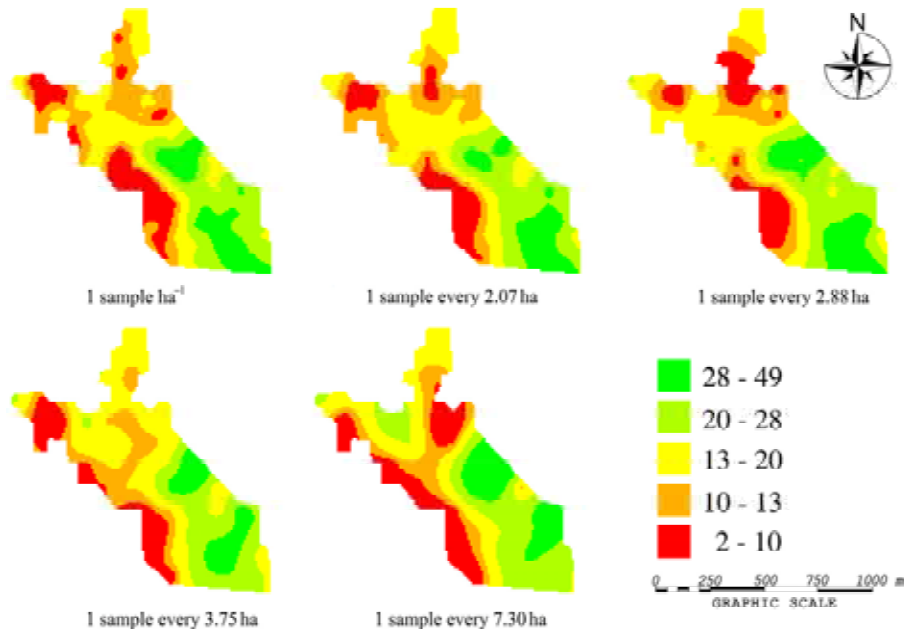 N
1 sample ha⁻¹
1 sample every 2.07 ha
1 sample every 2.88 ha
28 - 49
20 - 28
13 - 20
10 - 13
2 - 10
0 250 500 750 1000 m
GRAPHIC SCALE
1 sample every 3.75 ha
1 sample every 7.30 ha